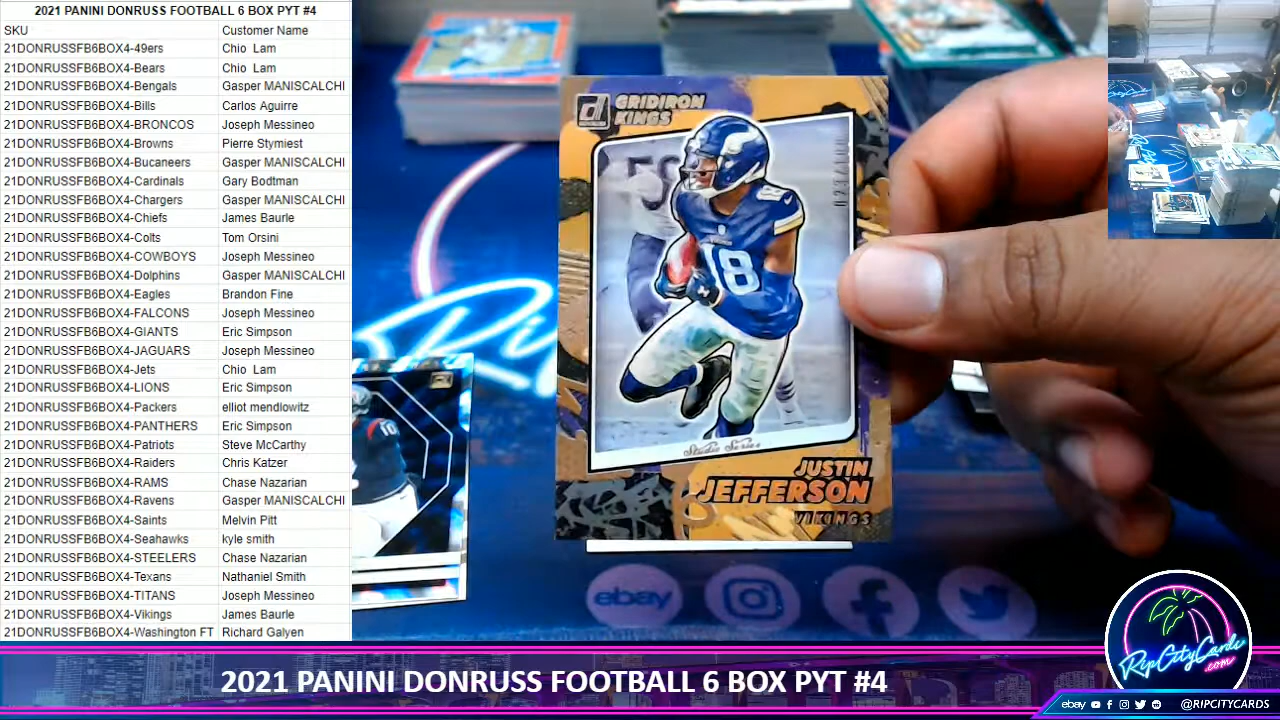 2021 PANINI DONRUSS FOOTBALL 6 BOX PYT #4
SKU Customer Name
21DONRUSSFB6BOX4-49ers Chio Lam
21DONRUSSFB6BOX4-Bears Chio Lam
21DONRUSSFB6BOX4-Bengals Gasper MANISCALCHI
21DONRUSSFB6BOX4-Bills Carlos Aguirre
21DONRUSSFB6BOX4-BRONCOS Joseph Messineo
21DONRUSSFB6BOX4-Browns Pierre Stymiest
21DONRUSSFB6BOX4-Bucaneers Gasper MANISCALCHI
21DONRUSSFB6BOX4-Cardinals Gary Bodtman
21DONRUSSFB6BOX4-Chargers Gasper MANISCALCHI
21DONRUSSFB6BOX4-Chiefs James Baurle
21DONRUSSFB6BOX4-Colts Tom Orsini
21DONRUSSFB6BOX4-COWBOYS Joseph Messineo
21DONRUSSFB6BOX4-Dolphins Gasper MANISCALCHI
21DONRUSSFB6BOX4-Eagles Brandon Fine
21DONRUSSFB6BOX4-FALCONS Joseph Messineo
21DONRUSSFB6BOX4-GIANTS Eric Simpson
21DONRUSSFB6BOX4-JAGUARS Joseph Messineo
21DONRUSSFB6BOX4-Jets Chio Lam
21DONRUSSFB6BOX4-LIONS Eric Simpson
21DONRUSSFB6BOX4-Packers elliot mendlowitz
21DONRUSSFB6BOX4-PANTHERS Eric Simpson
21DONRUSSFB6BOX4-Patriots Steve McCarthy
21DONRUSSFB6BOX4-Raiders Chris Katzer
21DONRUSSFB6BOX4-RAMS Chase Nazarian
21DONRUSSFB6BOX4-Ravens Gasper MANISCALCHI
21DONRUSSFB6BOX4-Saints Melvin Pitt
21DONRUSSFB6BOX4-Seahawks kyle smith
21DONRUSSFB6BOX4-STEELERS Chase Nazarian
21DONRUSSFB6BOX4-Texans Nathaniel Smith
21DONRUSSFB6BOX4-TITANS Joseph Messineo
21DONRUSSFB6BOX4-Vikings James Baurle
21DONRUSSFB6BOX4-Washington FT Richard Galyen
GRIDIRON
KINGS
18
Studio Series
JUSTIN
JEFFERSON
VIKINGS
ebay
RipCityCards
.com
2021 PANINI DONRUSS FOOTBALL 6 BOX PYT #4
ebay @RIPCITYCARDS